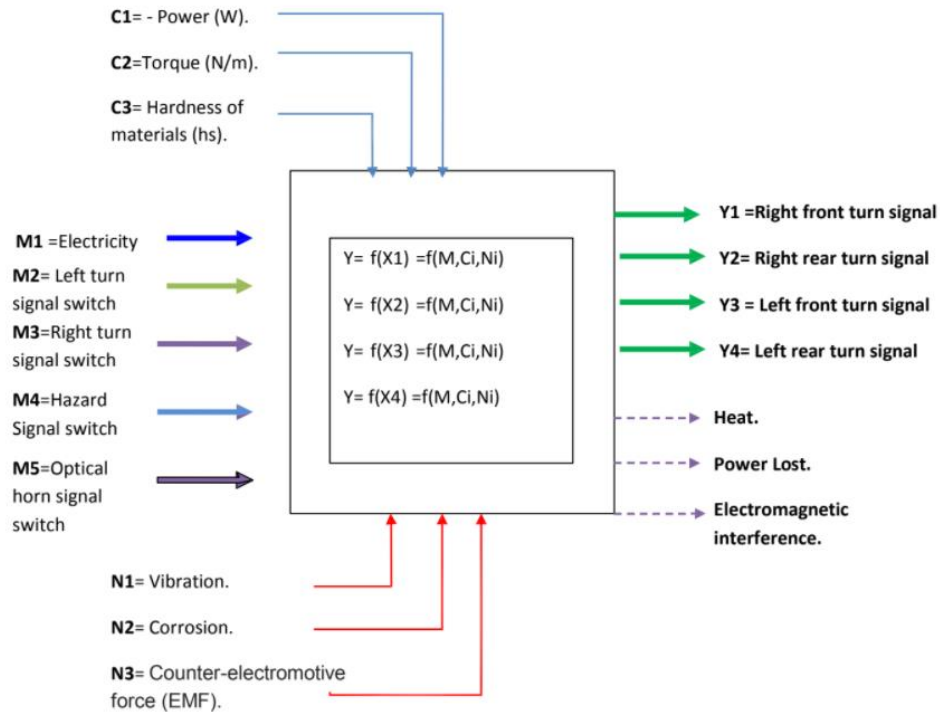 C1= - Power (W).
C2=Torque (N/m).
C3= Hardness of
materials (hs).
M1 =Electricity
M2= Left turn
signal switch
M3=Right turn
signal switch
M4=Hazard
Signal switch
M5=Optical
horn signal
switch
Y= f(X1) =f(M,Ci,Ni)
Y= f(X2) =f(M,Ci,Ni)
Y= f(X3) =f(M,Ci,Ni)
Y= f(X4) =f(M,Ci,Ni)
Y1 =Right front turn signal
Y2= Right rear turn signal
Y3 = Left front turn signal
Y4= Left rear turn signal
Heat.
Power Lost.
Electromagnetic
interference.
N1= Vibration.
N2= Corrosion.
N3= Counter-electromotive
force (EMF).